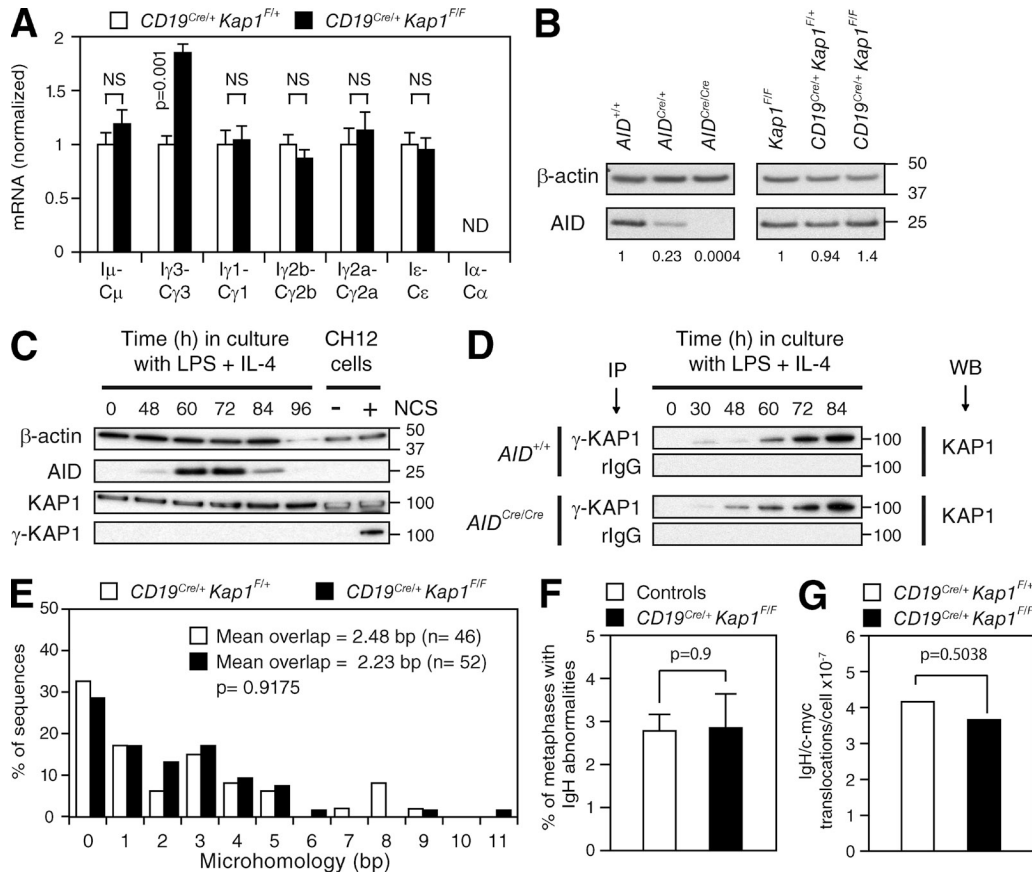 A
CD19Cre/+ Kap1F/+ CD19Cre/+ Kap1F/F
mRNA (normalized)
2
1.5
1
0.5
0
NS p=0.001 NS NS NS NS ND
Iμ- Iγ3- Iγ1- Iγ2b- Iγ2a- Iε- Iα-
Cμ Cγ3 Cγ1 Cγ2b Cγ2a Cε Cα
B
AID+/+ AIDCre/+ AIDCre/Cre Kap1F/F CD19Cre/+ Kap1F/+ CD19Cre/+ Kap1F/F
β-actin 50
37
AID 25
1 0.23 0.0004 1 0.94 1.4
C
Time (h) in culture CH12
with LPS + IL-4 cells
0 48 60 72 84 96 - + NCS
β-actin 50
37
AID 25
KAP1 100
γ-KAP1 100
D
Time (h) in culture
with LPS + IL-4
IP WB
0 30 48 60 72 84
AID+/+ γ-KAP1 100 KAP1
rIgG 100
AIDCre/Cre γ-KAP1 100 KAP1
rIgG 100
E
CD19Cre/+ Kap1F/+ CD19Cre/+ Kap1F/F
% of sequences
50
40
30
20
10
0
Mean overlap = 2.48 bp (n= 46)
Mean overlap = 2.23 bp (n= 52)
p= 0.9175
0 1 2 3 4 5 6 7 8 9 10 11
Microhomology (bp)
F
Controls
CD19Cre/+ Kap1F/F
% of metaphases with
IgH abnormalities
5
4
3
2
1
0
p=0.9
G
CD19Cre/+ Kap1F/+
CD19Cre/+ Kap1F/F
IgH/c-myc
translocations/cell x10-7
6
5
4
3
2
1
0
p=0.5038